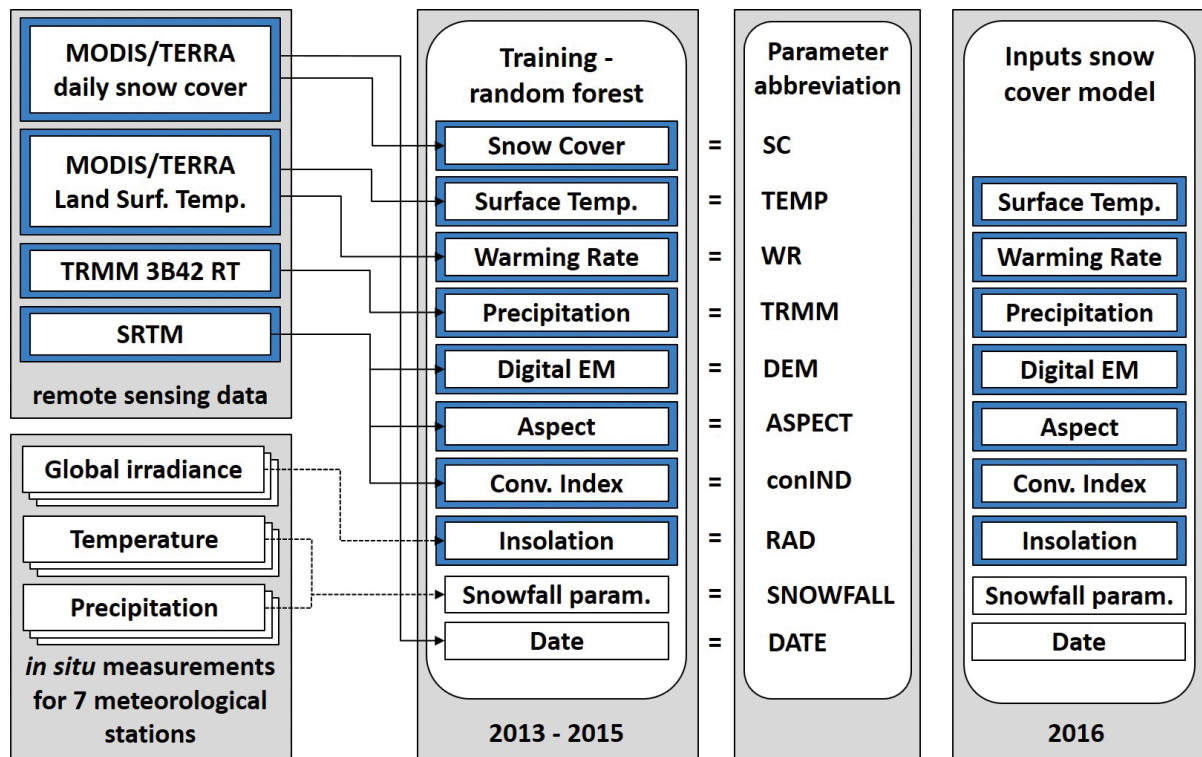 MODIS/TERRA
daily snow cover
MODIS/TERRA
Land Surf. Temp.
TRMM 3B42 RT
SRTM
remote sensing data
Global irradiance
Temperature
Precipitation
in situ measurements
for 7 meteorological
stations
Training -
random forest
Snow Cover
Surface Temp.
Warming Rate
Precipitation
Digital EM
Aspect
Conv. Index
Insolation
Snowfall param.
Date
2013 - 2015
=
=
=
=
=
=
=
=
=
=
Parameter
abbreviation
SC
TEMP
WR
TRMM
DEM
ASPECT
conIND
RAD
SNOWFALL
DATE
Inputs snow
cover model
Surface Temp.
Warming Rate
Precipitation
Digital EM
Aspect
Conv. Index
Insolation
Snowfall param.
Date
2016